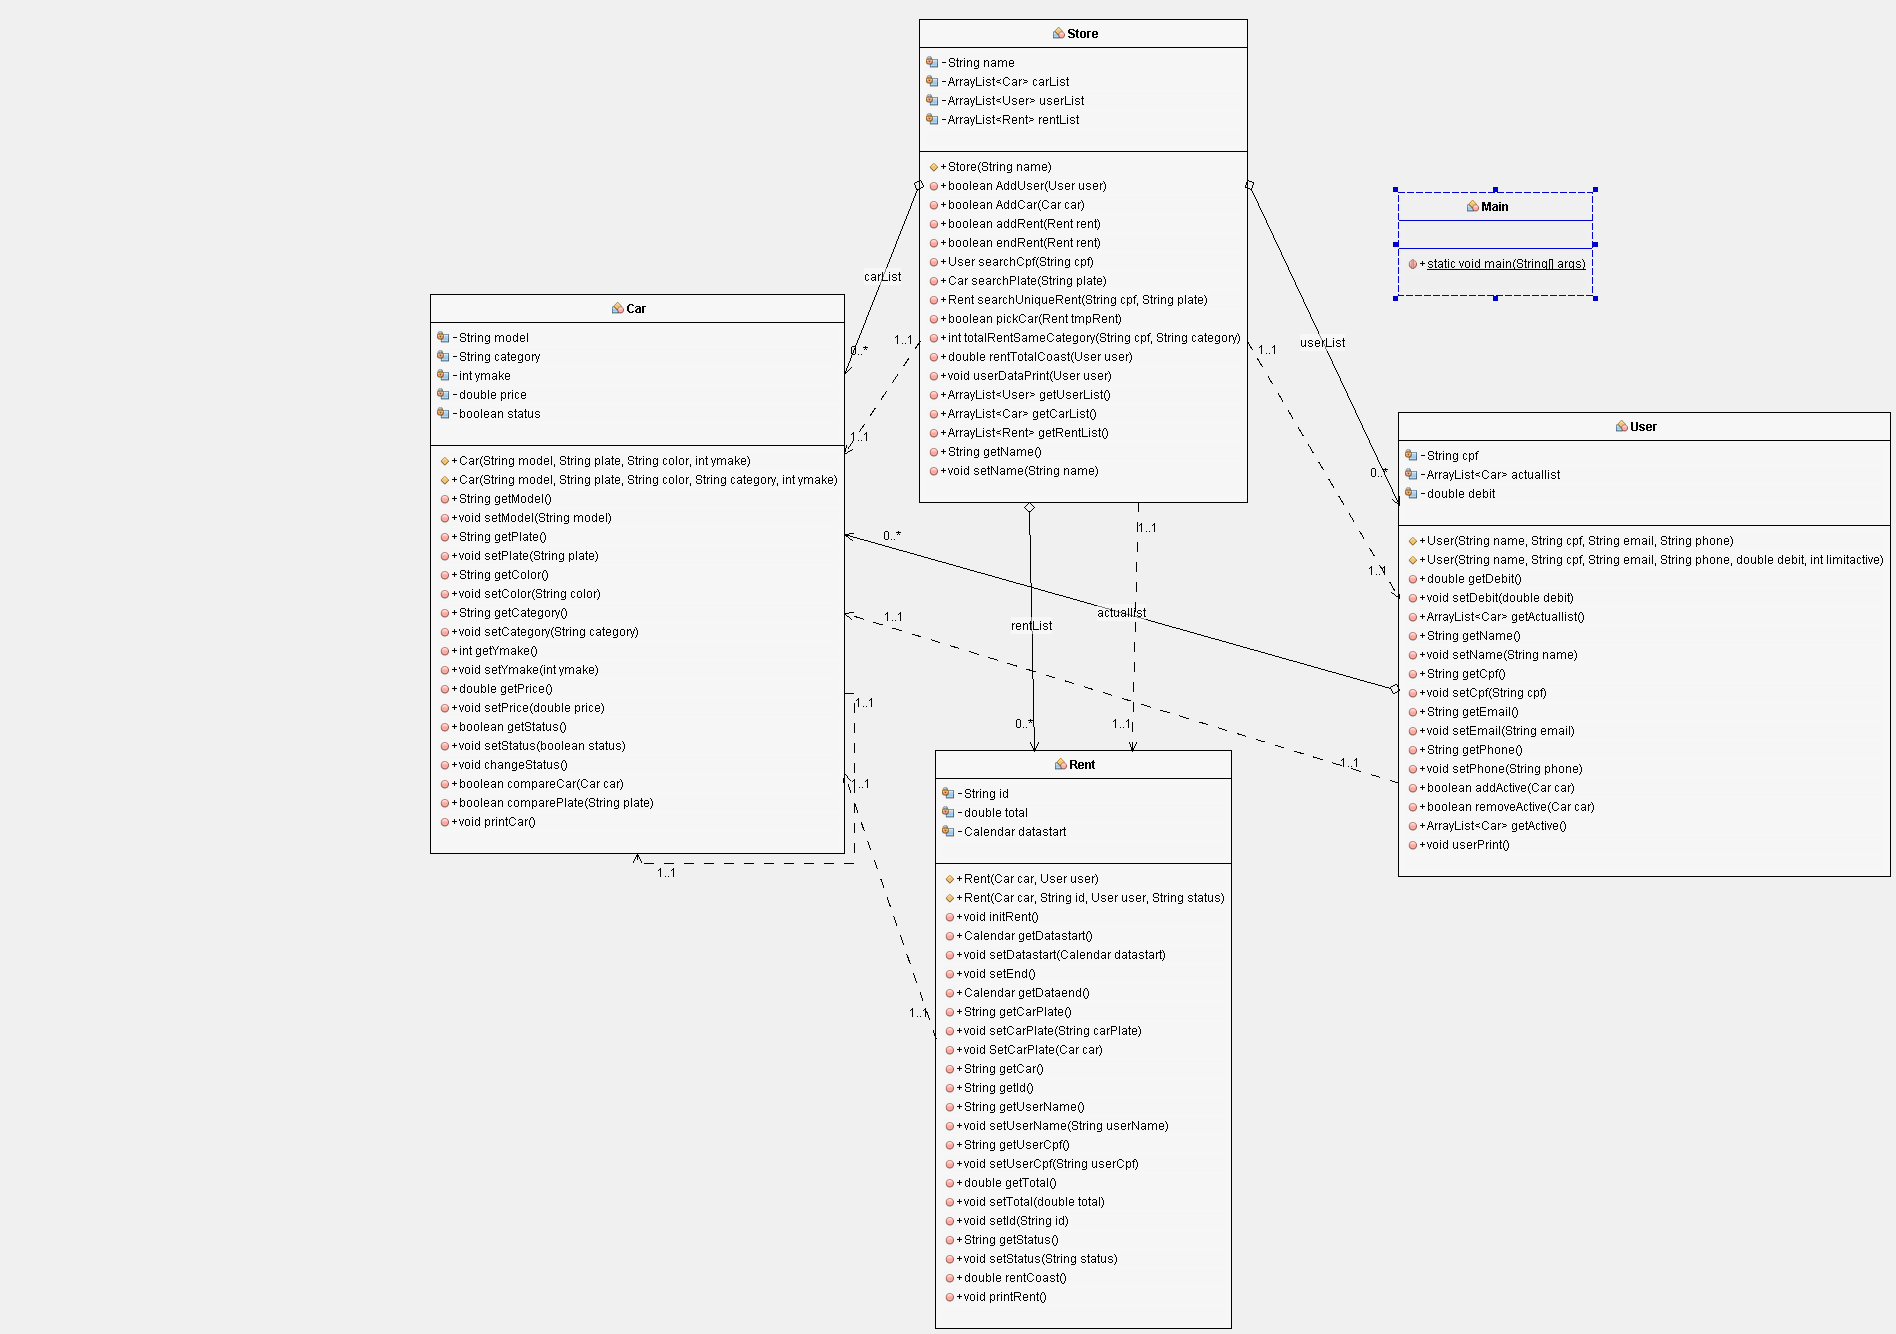 Store
-String name
-ArrayList<Car> carList
-ArrayList<User> userList
-ArrayList<Rent> rentList
+Store(String name)
+boolean AddUser(User user)
+boolean AddCar(Car car)
+boolean addRent(Rent rent)
+boolean endRent(Rent rent)
+User searchCpf(String cpf)
+Car searchPlate(String plate)
+Rent searchUniqueRent(String cpf, String plate)
+boolean pickCar(Rent tmpRent)
+int totalRentSameCategory(String cpf, String category)
+double rentTotalCoast(User user)
+void userDataPrint(User user)
+ArrayList<User> getUserList()
+ArrayList<Car> getCarList()
+ArrayList<Rent> getRentList()
+String getName()
+void setName(String name)
Main
+static void main(String[] args)
carList
0..*
1..1
1..1
userList
0..*
1..1
1..1
Car
-String model
-String category
-int ymake
-double price
-boolean status
+Car(String model, String plate, String color, int ymake)
+Car(String model, String plate, String color, String category, int ymake)
+String getModel()
+void setModel(String model)
+String getPlate()
+void setPlate(String plate)
+String getColor()
+void setColor(String color)
+String getCategory()
+void setCategory(String category)
+int getYmake()
+void setYmake(int ymake)
+double getPrice()
+void setPrice(double price)
+boolean getStatus()
+void setStatus(boolean status)
+void changeStatus()
+boolean compareCar(Car car)
+boolean comparePlate(String plate)
+void printCar()
User
-String cpf
-ArrayList<Car> actuallist
-double debit
+User(String name, String cpf, String email, String phone)
+User(String name, String cpf, String email, String phone, double debit, int limitactive)
+double getDebit()
+void setDebit(double debit)
+ArrayList<Car> getActuallist()
+String getName()
+void setName(String name)
+String getCpf()
+void setCpf(String cpf)
+String getEmail()
+void setEmail(String email)
+String getPhone()
+void setPhone(String phone)
+boolean addActive(Car car)
+boolean removeActive(Car car)
+ArrayList<Car> getActive()
+void userPrint()
0..*
1..1
actuallist
rentList
1..1
1..1
0..*
1..1
1..1
1..1
1..1
1..1
Rent
-String id
-double total
-Calendar datastart
+Rent(Car car, User user)
+Rent(Car car, String id, User user, String status)
+void initRent()
+Calendar getDatastart()
+void setDatastart(Calendar datastart)
+void setEnd()
+Calendar getDataend()
+String getCarPlate()
+void setCarPlate(String carPlate)
+void SetCarPlate(Car car)
+String getCar()
+String getId()
+String getUserName()
+void setUserName(String userName)
+String getUserCpf()
+void setUserCpf(String userCpf)
+double getTotal()
+void setTotal(double total)
+void setId(String id)
+String getStatus()
+void setStatus(String status)
+double rentCoast()
+void printRent()